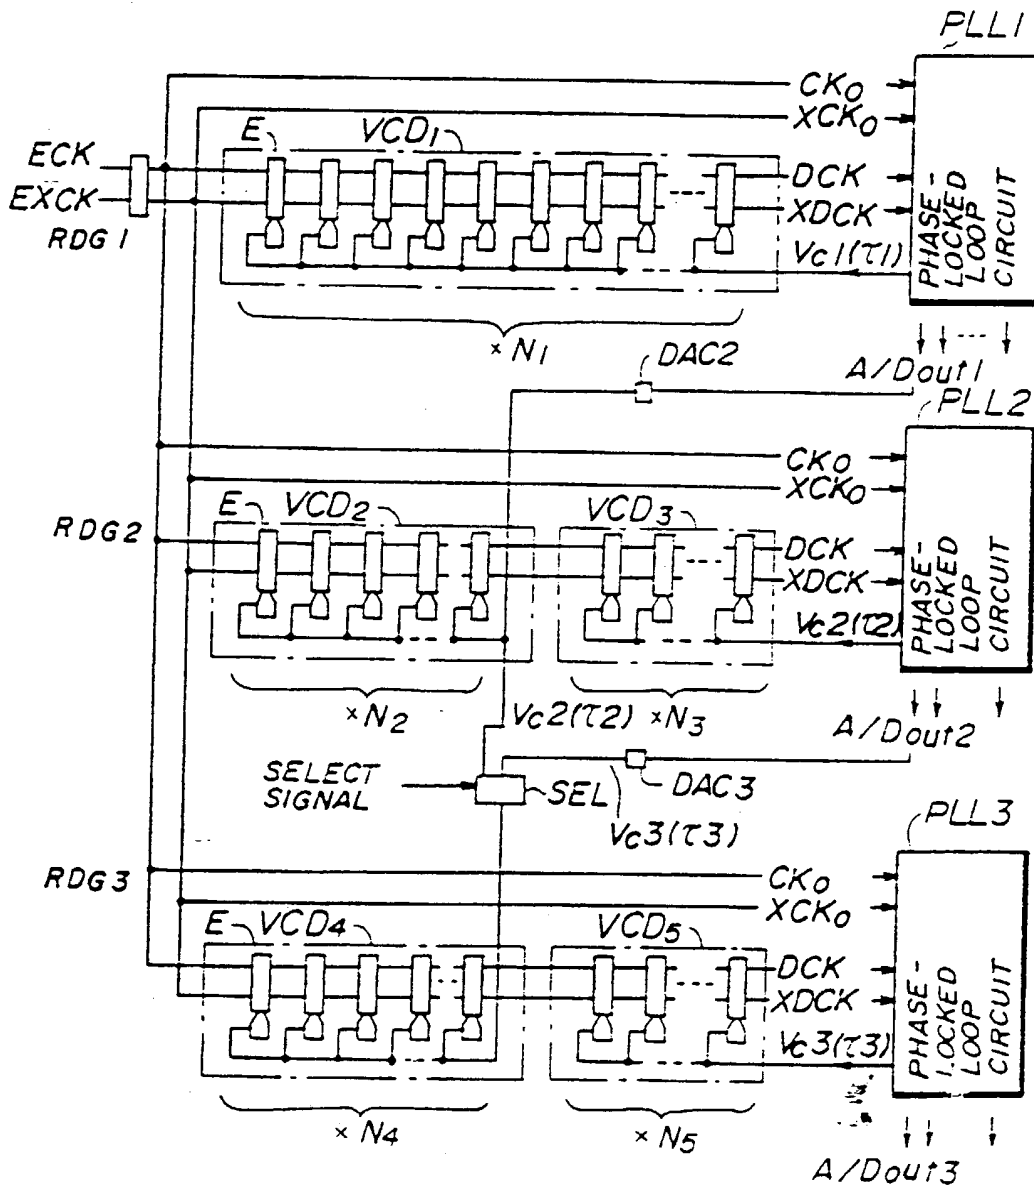 PLL1
CK0
XCK0
E
VCD1
ECK
DCK
EXCK
XDCK
RDG1
Vc1(τ1)
PHASE-LOCKED LOOP CIRCUIT
×N1
DAC2
A/Dout1
PLL2
CK0
XCK0
E
VCD2
VCD3
RDG2
DCK
XDCK
Vc2(τ2)
PHASE-LOCKED LOOP CIRCUIT
×N2
Vc2(τ2)
×N3
A/Dout2
SELECT
SIGNAL
SEL
DAC3
Vc3(τ3)
PLL3
RDG3
CK0
XCK0
E
VCD4
VCD5
DCK
XDCK
Vc3(τ3)
PHASE-LOCKED LOOP CIRCUIT
×N4
×N5
A/Dout3